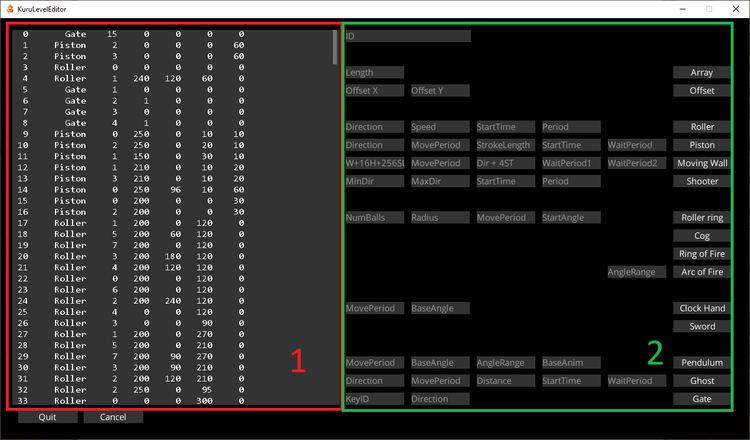 KuruLevelEditor
0 Gate 15 0 0 0 0
1 Piston 2 0 0 0 60
2 Piston 3 0 0 0 60
3 Roller 0 0 0 0
4 Roller 1 240 120 60 0
5 Gate 1 0 0 0 0
6 Gate 2 1 0 0 0
7 Gate 3 0 0 0 0
8 Gate 4 1 0 0 0
9 Piston 0 250 0 10 10
10 Piston 2 250 0 20 10
11 Piston 1 150 0 30 10
12 Piston 1 210 0 10 20
13 Piston 3 210 0 10 20
14 Piston 0 250 96 10 60
15 Piston 0 200 0 0 30
16 Piston 2 200 0 0 30
17 Roller 1 200 0 120 0
18 Roller 5 200 60 120 0
19 Roller 7 200 0 120 0
20 Roller 3 200 180 120 0
21 Roller 4 200 120 120 0
22 Roller 0 200 0 120 0
23 Roller 6 200 0 120 0
24 Roller 2 200 240 120 0
25 Roller 4 0 0 120 0
26 Roller 3 0 0 90 0
27 Roller 1 200 0 270 0
28 Roller 5 200 0 210 0
29 Roller 7 200 90 270 0
30 Roller 3 200 90 210 0
31 Roller 2 200 120 210 0
32 Roller 2 250 0 95 0
33 Roller 0 0 0 300 0
1
Quit Cancel
ID
Length Array
Offset X Offset Y Offset
Direction Speed StartTime Period Roller
Direction MovePeriod StrokeLength StartTime WaitPeriod Piston
W+16H+256SL MovePeriod Dir + 4ST WaitPeriod1 WaitPeriod2 Moving Wall
MinDir MaxDir StartTime Period Shooter
NumBalls Radius MovePeriod StartAngle Roller ring
Cog
Ring of Fire
AngleRange Arc of Fire
MovePeriod BaseAngle Clock Hand
Sword
2
MovePeriod BaseAngle AngleRange BaseAnim Pendulum
Direction MovePeriod Distance StartTime WaitPeriod Ghost
KeyID Direction Gate